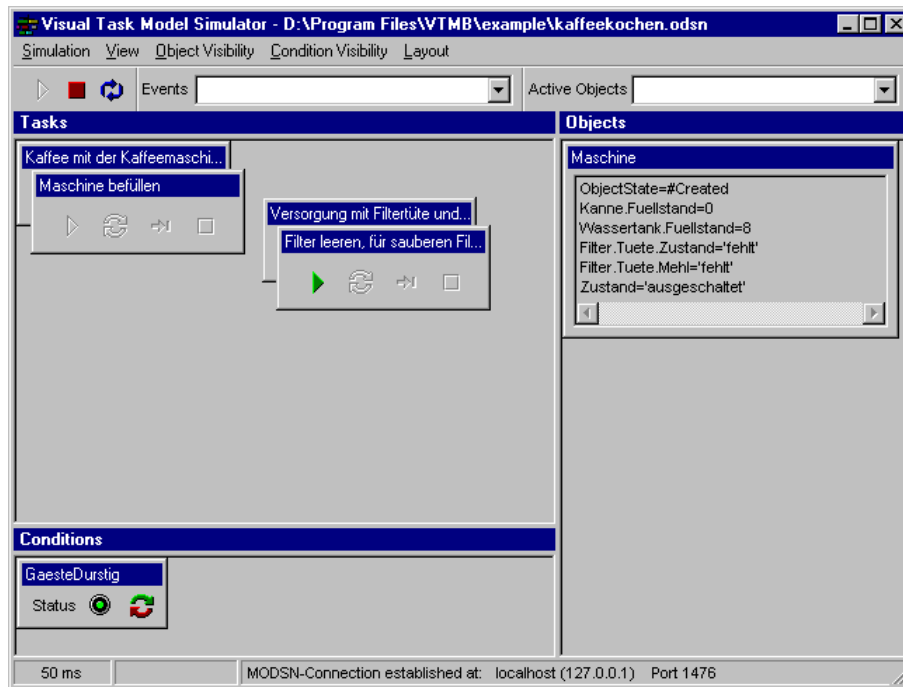 Visual Task Model Simulator - D:\Program Files\VTMB\example\kaffeekochen.odsn
Simulation View Object Visibility Condition Visibility Layout
Events Active Objects
Tasks
Kaffee mit der Kaffeemaschi...
Maschine befüllen
Versorgung mit Filtertüte und...
Filter leeren, für sauberen Fil...
Objects
Maschine
ObjectState=#Created
Kanne.Fuellstand=0
Wassertank.Fuellstand=8
Filter.Tuete.Zustand='fehlt'
Filter.Tuete.Mehl='fehlt'
Zustand='ausgeschaltet'
Conditions
GaesteDurstig
Status
50 ms MODSN-Connection established at: localhost (127.0.0.1) Port 1476